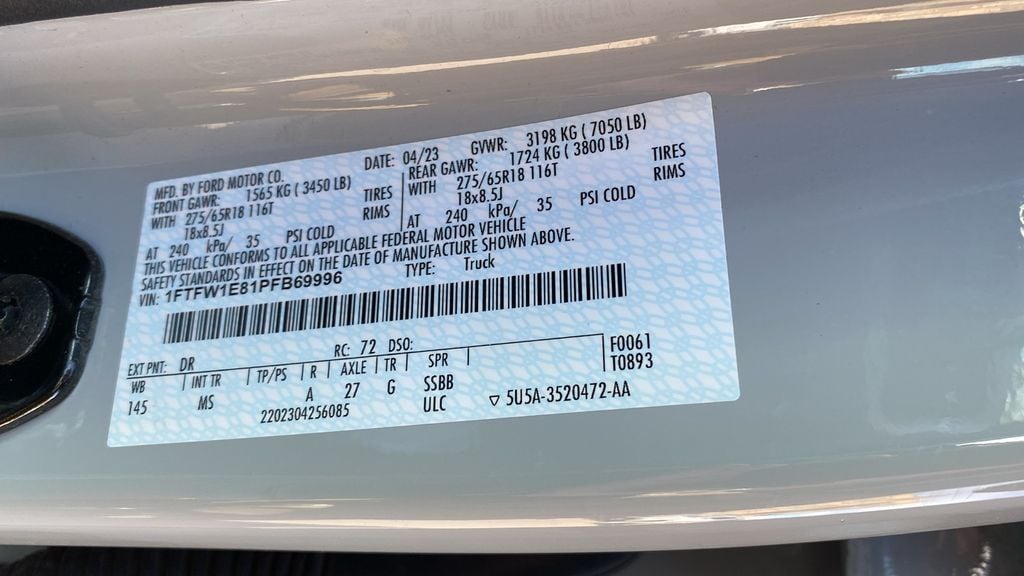 MFD. BY FORD MOTOR CO. DATE: 04/23 GVWR: 3198 KG ( 7050 LB)
FRONT GAWR: 1565 KG ( 3450 LB) REAR GAWR: 1724 KG ( 3800 LB)
WITH 275/65R18 116T TIRES WITH 275/65R18 116T TIRES
18x8.5J RIMS 18x8.5J RIMS
AT 240 kPa/ 35 PSI COLD AT 240 kPa/ 35 PSI COLD
THIS VEHICLE CONFORMS TO ALL APPLICABLE FEDERAL MOTOR VEHICLE
SAFETY STANDARDS IN EFFECT ON THE DATE OF MANUFACTURE SHOWN ABOVE.
VIN: 1FTFW1E81PFB69996 TYPE: Truck
EXT PNT: DR RC: 72 DSO: F0061
WB INT TR TP/PS R AXLE TR SPR T0893
145 MS A 27 G SSBB
2202304256085 ULC ▽ 5U5A-3520472-AA